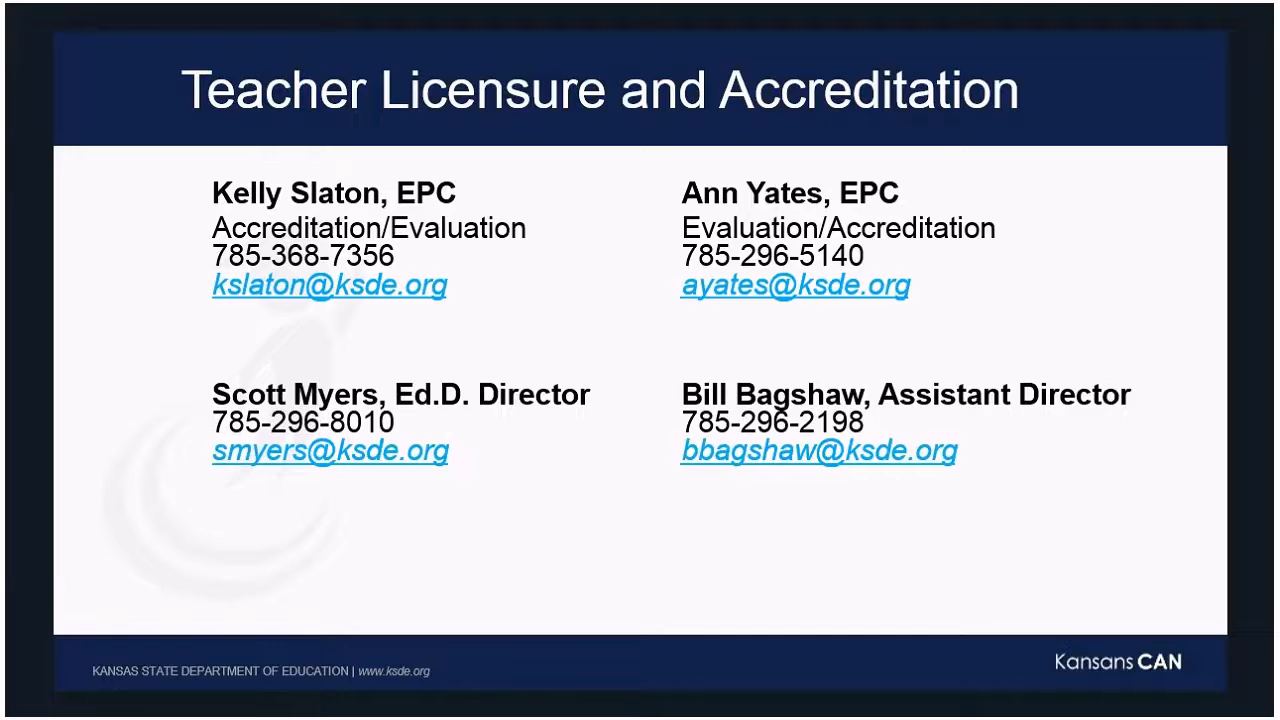 Teacher Licensure and Accreditation
Kelly Slaton, EPC
Accreditation/Evaluation
785-368-7356
kslaton@ksde.org
Ann Yates, EPC
Evaluation/Accreditation
785-296-5140
ayates@ksde.org
Scott Myers, Ed.D. Director
785-296-8010
smyers@ksde.org
Bill Bagshaw, Assistant Director
785-296-2198
bbagshaw@ksde.org
KANSAS STATE DEPARTMENT OF EDUCATION | www.ksde.org
KansansCAN